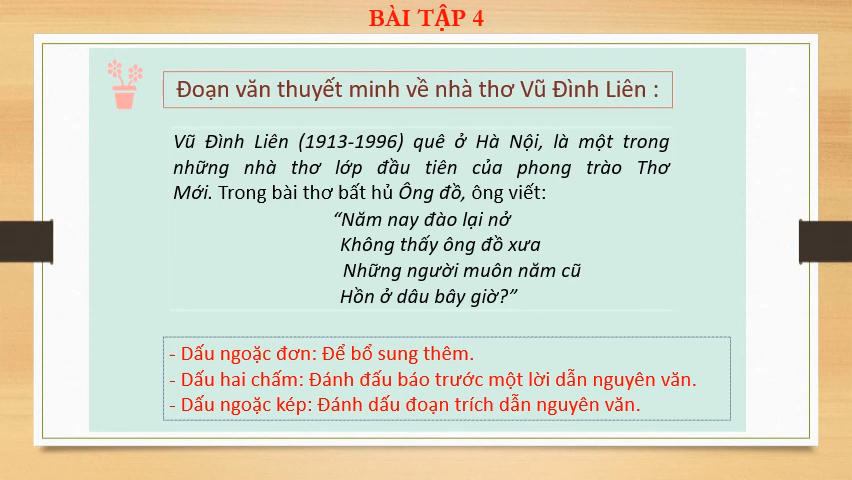 BÀI TẬP 4
Đoạn văn thuyết minh về nhà thơ Vũ Đình Liên :
Vũ Đình Liên (1913-1996) quê ở Hà Nội, là một trong
những nhà thơ lớp đầu tiên của phong trào Thơ
Mới. Trong bài thơ bất hủ Ông đồ, ông viết:
“Năm nay đào lại nở
Không thấy ông đồ xưa
Những người muôn năm cũ
Hồn ở dâu bây giờ?”
- Dấu ngoặc đơn: Để bổ sung thêm.
- Dấu hai chấm: Đánh đấu báo trước một lời dẫn nguyên văn.
- Dấu ngoặc kép: Đánh dấu đoạn trích dẫn nguyên văn.